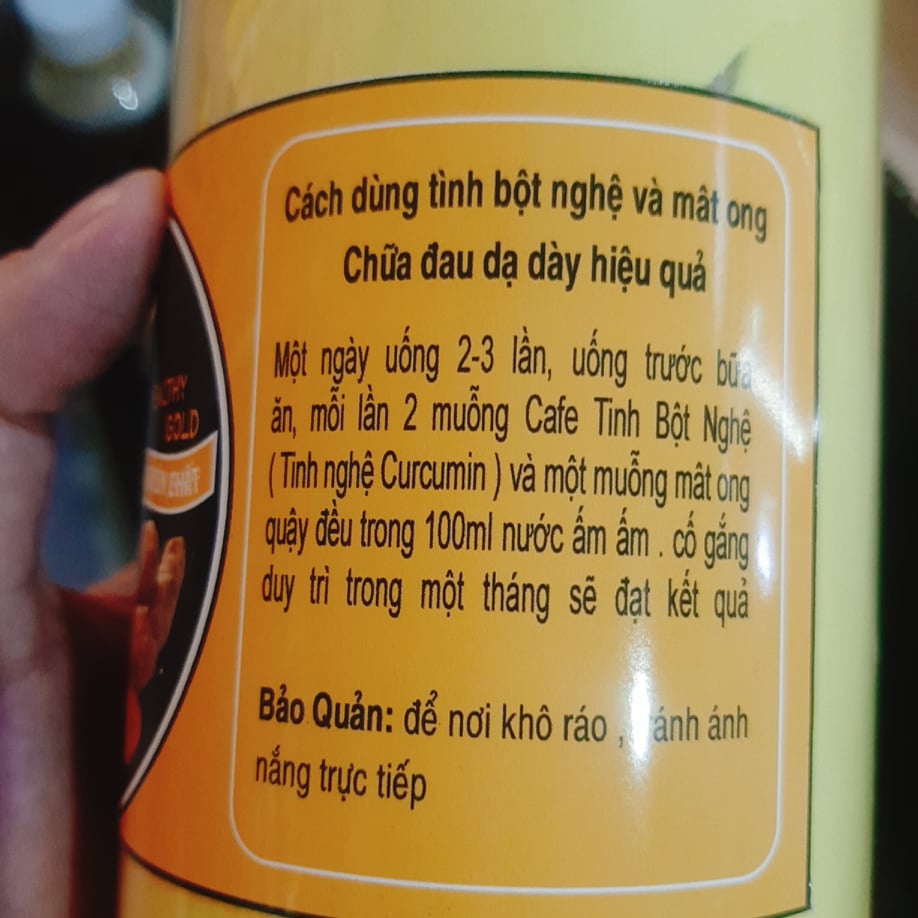 Cách dùng tình bột nghệ và mât ong
Chữa đau dạ dày hiệu quả
Một ngày uống 2-3 lần, uống trước bữa
ăn, mỗi lần 2 muỗng Cafe Tinh Bột Nghệ
( Tinh nghệ Curcumin ) và một muỗng mât ong
quậy đều trong 100ml nước ấm ấm . cố gắng
duy trì trong một tháng sẽ đạt kết quả
Bảo Quản: để nơi khô ráo , ánh
nắng trực tiếp
GOLD